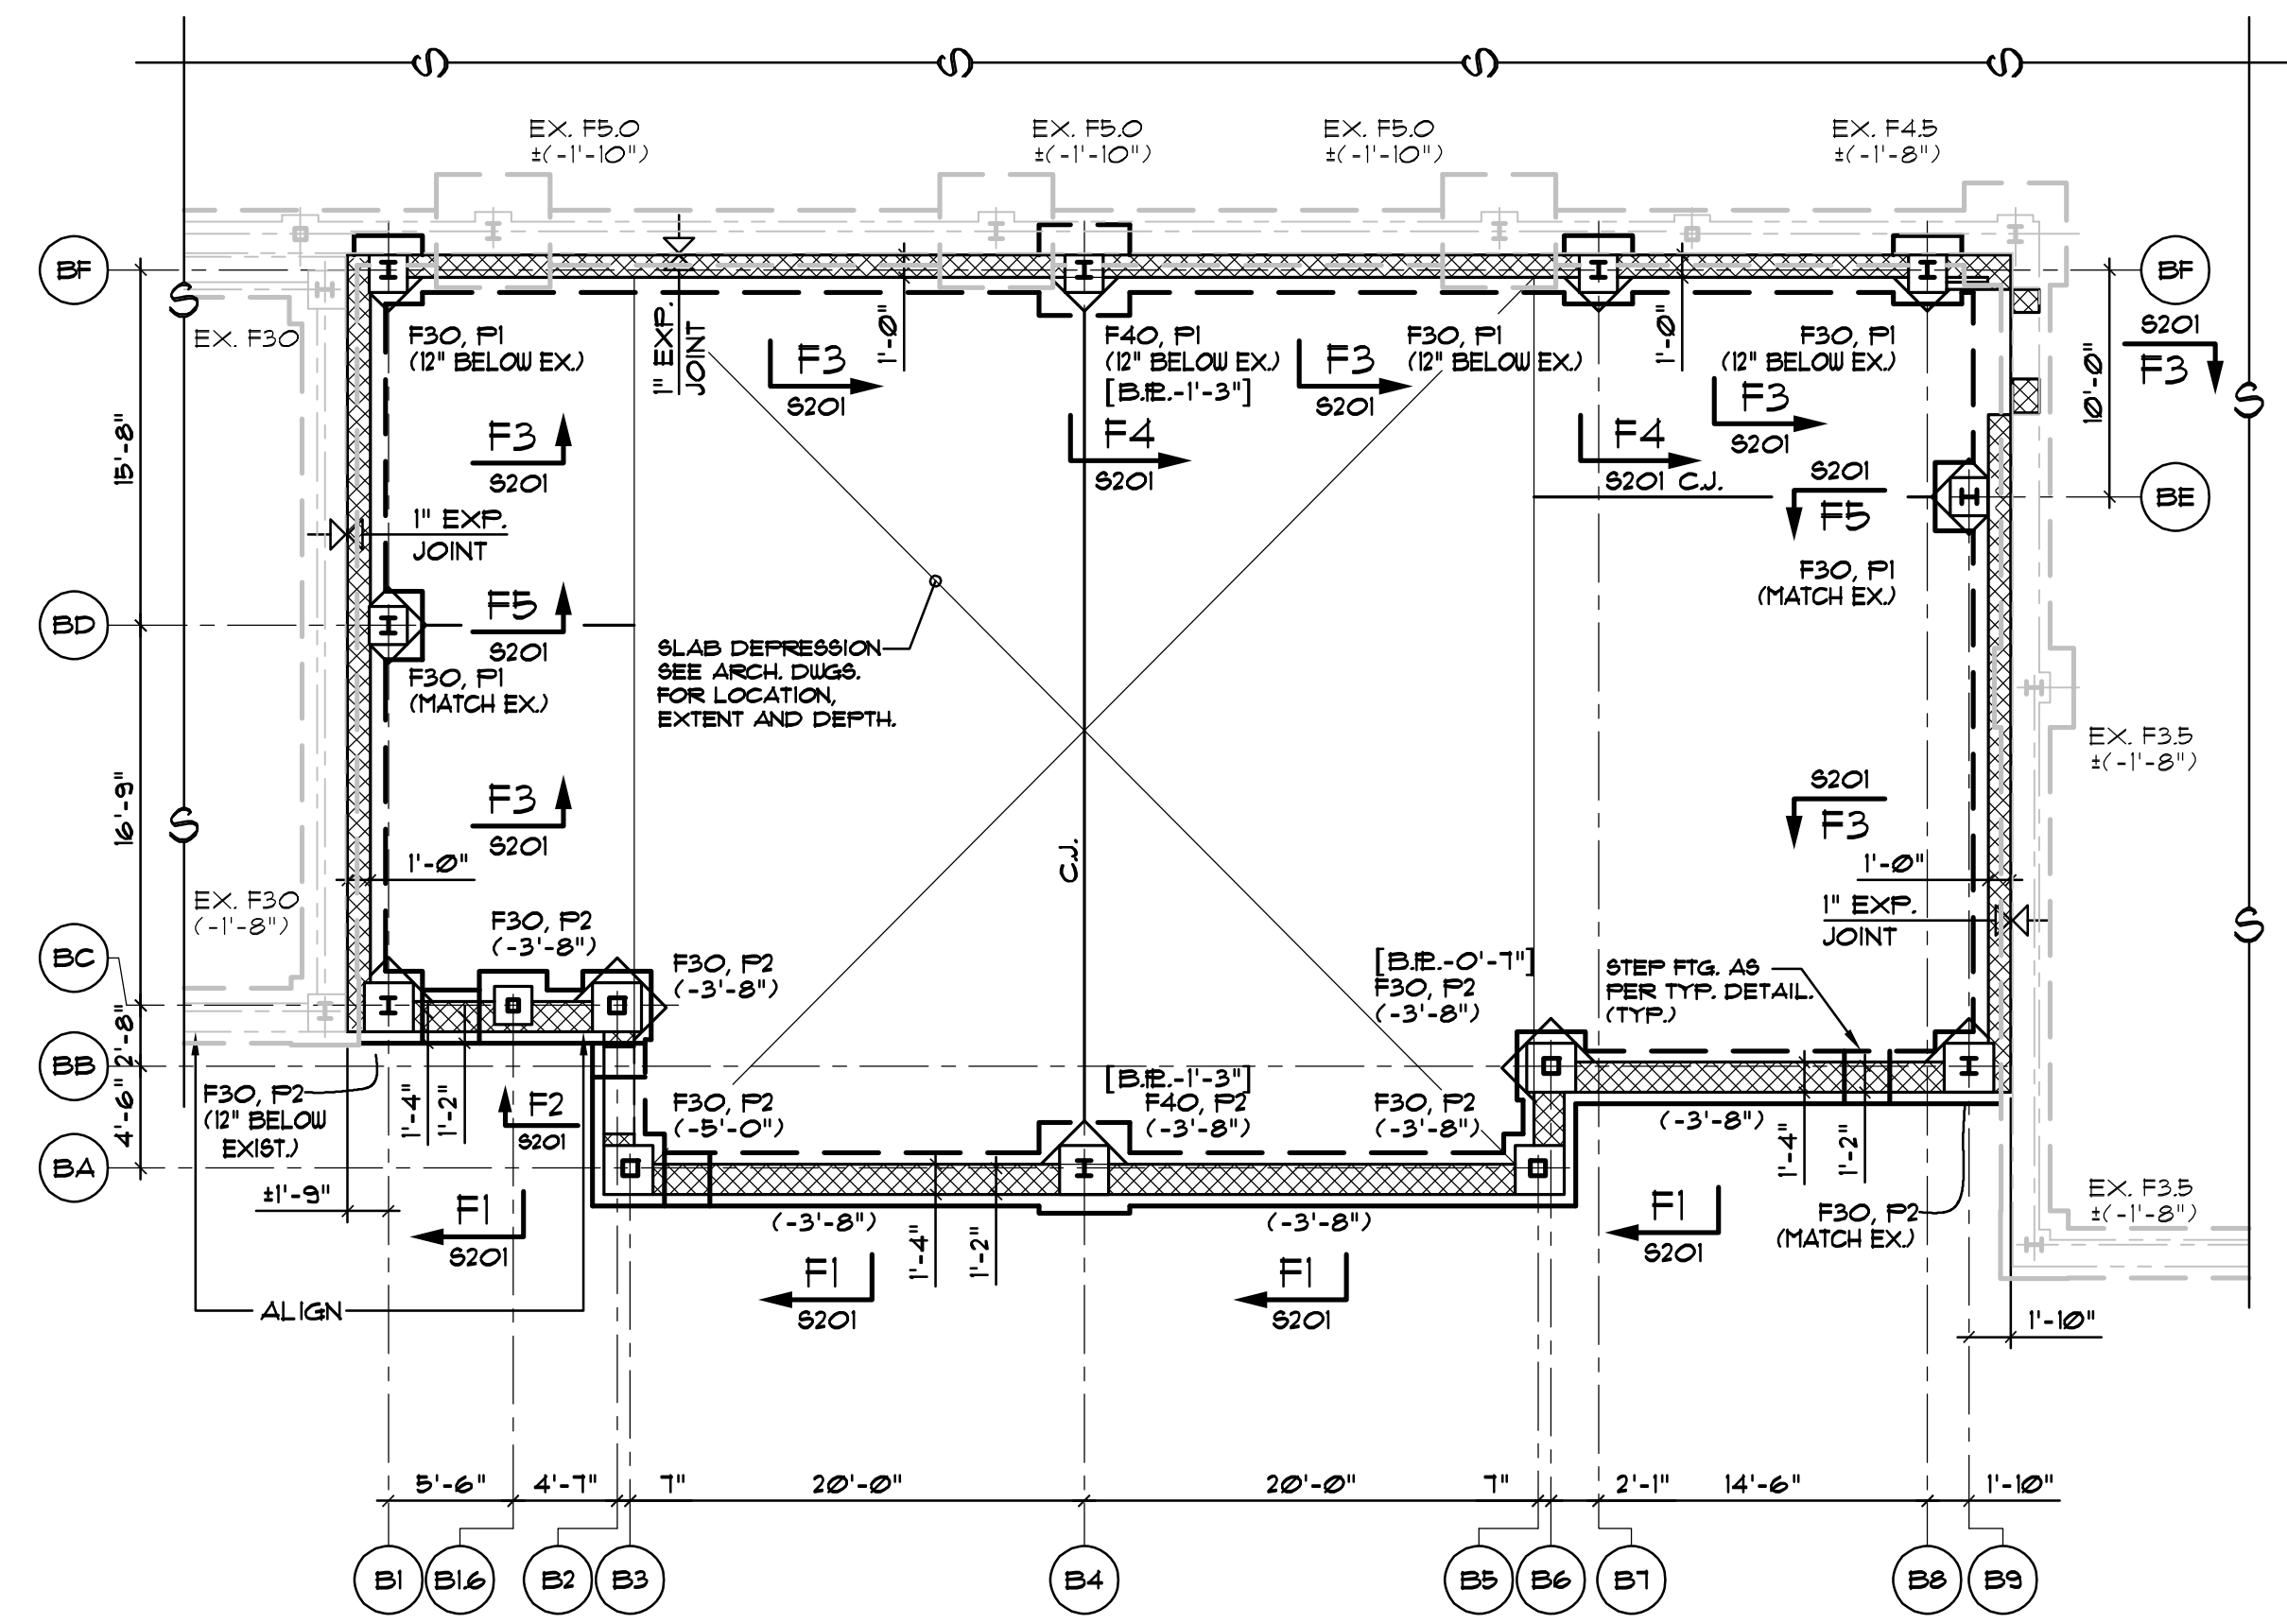 EX. F5.0
±(-1'-10")
EX. F5.0
±(-1'-10")
EX. F5.0
±(-1'-10")
EX. F4.5
±(-1'-8")
BF
BF
EX. F30
F30, P1
(12" BELOW EX.)
1" EXP.
JOINT
F3
S201
1'-0"
F40, P1
(12" BELOW EX.)
[B.PL.-1'-3"]
F3
S201
F30, P1
(12" BELOW EX.)
1'-0"
F30, P1
(12" BELOW EX.)
F3
S201
S201
F3
10'-0"
F3
S201
F4
S201
F4
S201 C.J.
15'-8"
1" EXP.
JOINT
S201
F5
BE
F30, P1
(MATCH EX.)
BD
F5
S201
F30, P1
(MATCH EX.)
SLAB DEPRESSION
SEE ARCH. DWGS.
FOR LOCATION,
EXTENT AND DEPTH.
EX. F3.5
±(-1'-8")
16'-9"
F3
S201
S201
F3
C.J.
1'-0"
1'-0"
EX. F30
(-1'-8")
F30, P2
(-3'-8")
1" EXP.
JOINT
BC
F30, P2
(-3'-8")
[B.PL.-0'-7"]
F30, P2
(-3'-8")
STEP FTG. AS
PER TYP. DETAIL.
(TYP.)
2'-8"
BB
F30, P2
(12" BELOW
EXIST.)
1'-4"
1'-2"
F2
S201
F30, P2
(-5'-0")
[B.PL.-1'-3"]
F40, P2
(-3'-8")
F30, P2
(-3'-8")
(-3'-8")
1'-4"
1'-2"
4'-6"
BA
±1'-9"
F1
S201
(-3'-8")
1'-4"
1'-2"
(-3'-8")
F1
S201
F30, P2
(MATCH EX.)
EX. F3.5
±(-1'-8")
F1
S201
F1
S201
ALIGN
1'-10"
5'-6"
4'-7"
7"
20'-0"
20'-0"
7"
2'-1"
14'-6"
1'-10"
B1
B1.6
B2
B3
B4
B5
B6
B7
B8
B9
S
S
S
S
S
S
S
S